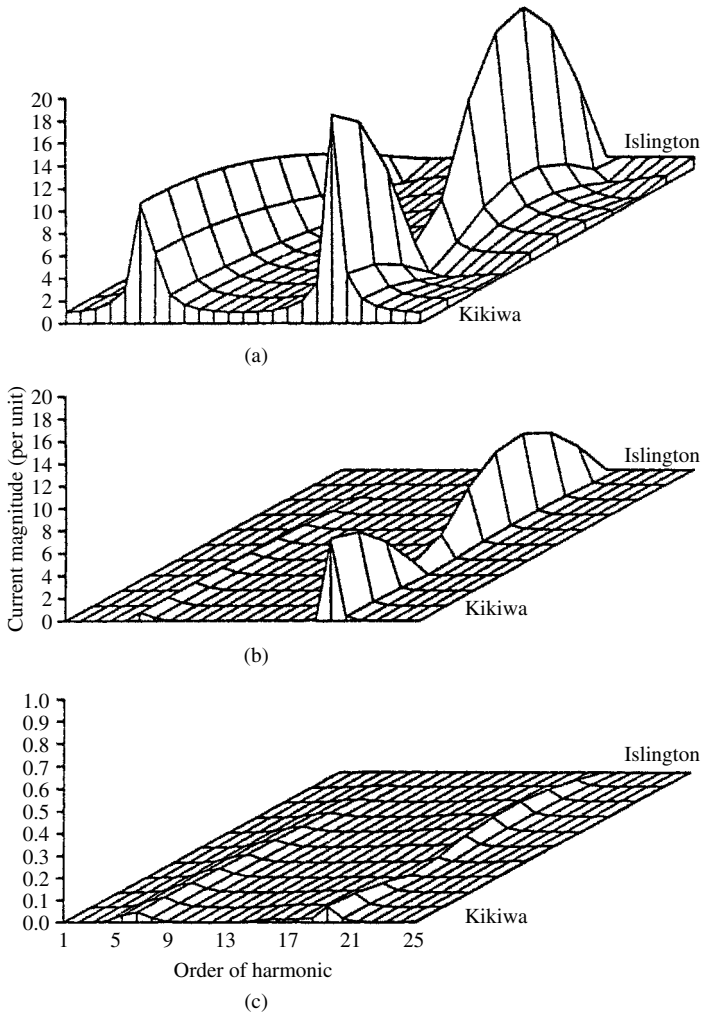 20
18
16
14
12
10
8
6
4
2
0
Islington
Kikiwa
(a)
Current magnitude (per unit)
20
18
16
14
12
10
8
6
4
2
0
Islington
Kikiwa
(b)
1.0
0.9
0.8
0.7
0.6
0.5
0.4
0.3
0.2
0.1
0.0
Islington
Kikiwa
1 5 9 13 17 21 25
Order of harmonic
(c)